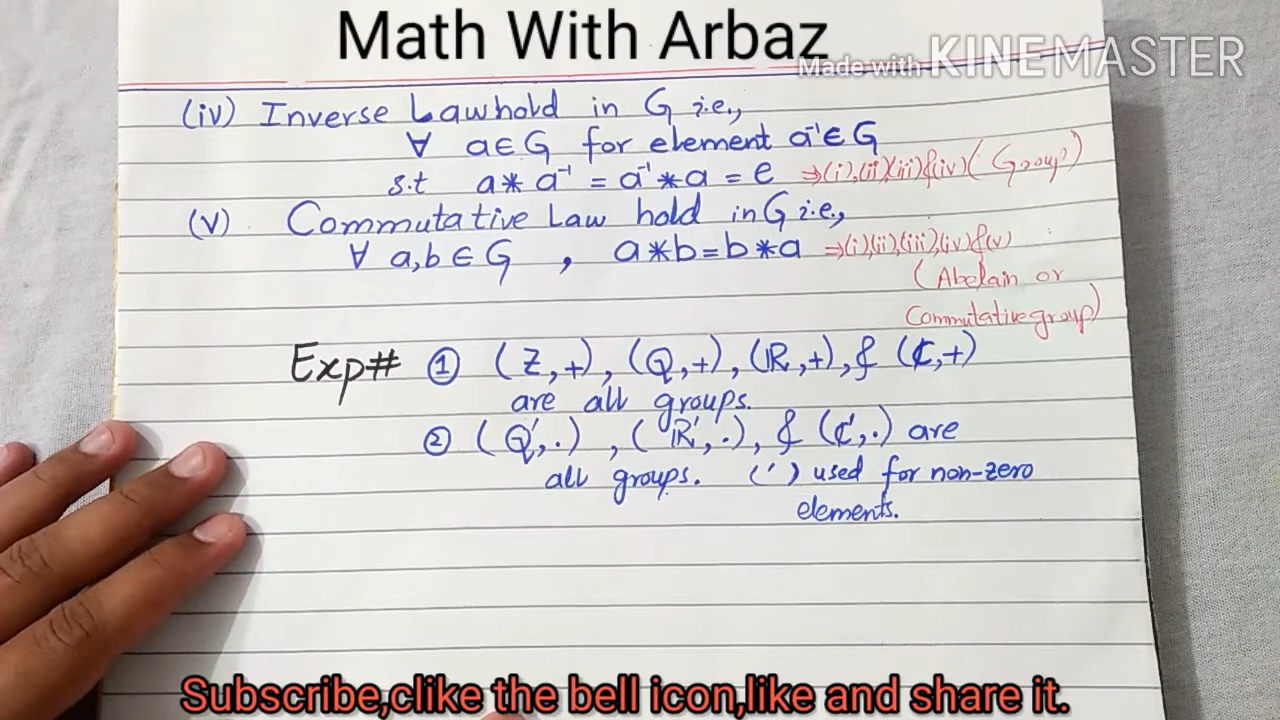 Math With Arbaz
Made with KINEMASTER
(iv) Inverse Law hold in G i.e.,
∀ a∈G for element a⁻¹∈G
s.t a * a⁻¹ = a⁻¹ * a = e ⇒(i),(ii),(iii)&(iv) (Group)
(v) Commutative Law hold in G i.e.,
∀ a,b ∈ G , a*b = b*a ⇒(i),(ii),(iii),(iv)&(v)
(Abelain or
Commutative group)
Exp# ① (Z,+), (Q,+), (ℝ,+), & (ℂ,+)
are all groups.
② (Q',.) , (ℝ',.), & (ℂ',.) are
all groups. (') used for non-zero
elements.
Subscribe,clike the bell icon,like and share it.